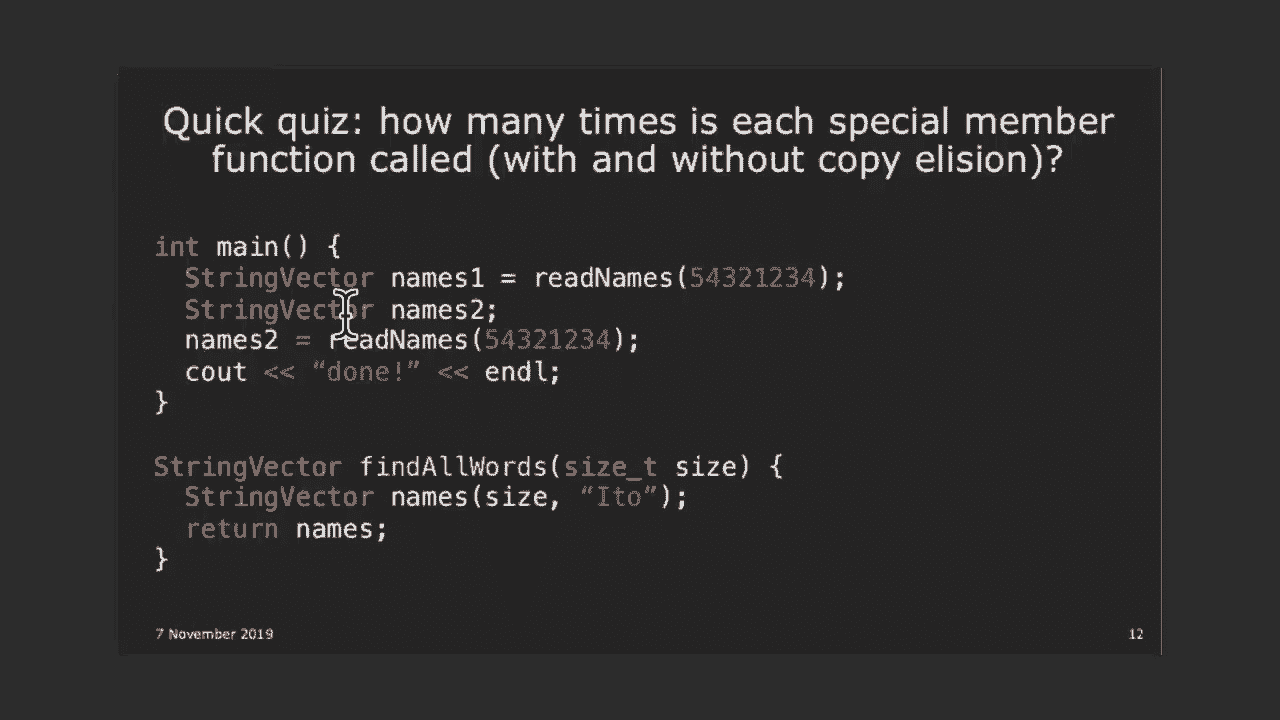 Quick quiz: how many times is each special member
function called (with and without copy elision)?
int main() {
  StringVector names1 = readNames(54321234);
  StringVector names2;
  names2 = readNames(54321234);
  cout << “done!” << endl;
}
StringVector findAllWords(size_t size) {
  StringVector names(size, “Ito”);
  return names;
}
7 November 2019
12